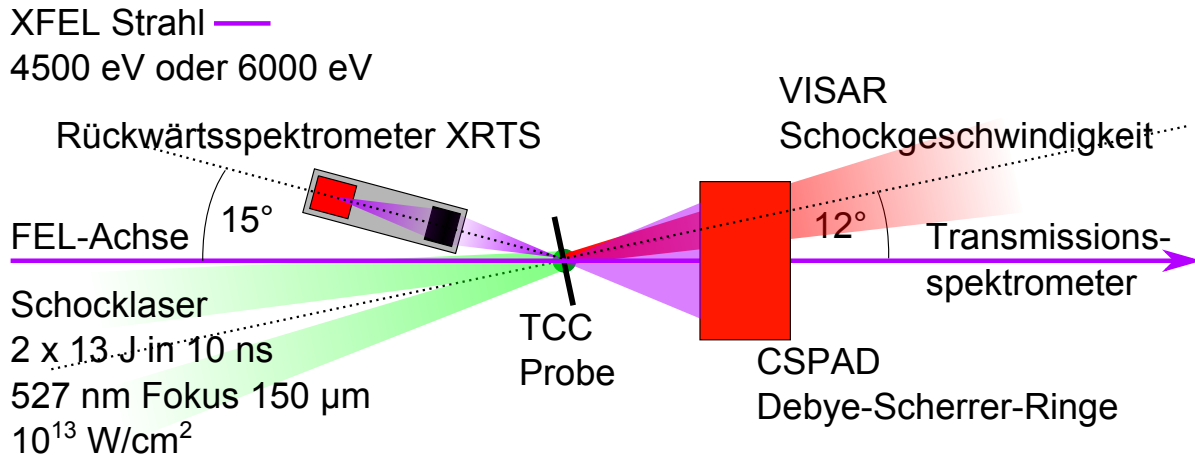 XFEL Strahl
4500 eV oder 6000 eV
VISAR
Schockgeschwindigkeit
Rückwärtsspektrometer XRTS
15°
12°
FEL-Achse
Transmissions-
spektrometer
Schocklaser
2 x 13 J in 10 ns
527 nm Fokus 150 µm
10¹³ W/cm²
TCC
Probe
CSPAD
Debye-Scherrer-Ringe